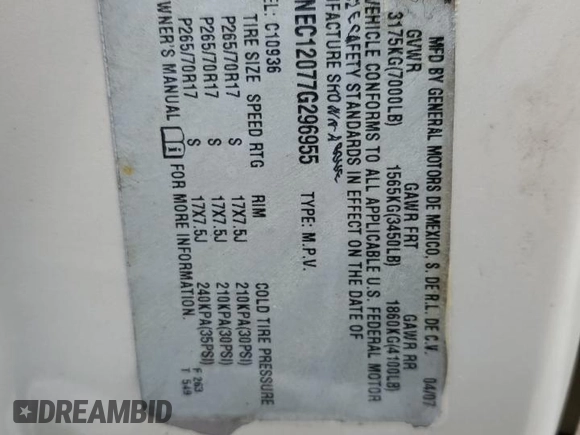 MFD BY GENERAL MOTORS DE MEXICO, S. DE R.L. DE C.V. 04/07
GVWR GAWR FRT GAWR RR
3175KG(7000LB) 1565KG(3450LB) 1860KG(4100LB)
VEHICLE CONFORMS TO ALL APPLICABLE U.S. FEDERAL MOTOR
SAFETY STANDARDS IN EFFECT ON THE DATE OF
NEC12077G296955 TYPE: M.P.V.
EL: C10936
TIRE SIZE SPEED RTG RIM COLD TIRE PRESSURE
P265/70R17 S 17X7.5J 210KPA(30PSI)
P265/70R17 S 17X7.5J 210KPA(30PSI)
P265/70R17 S 17X7.5J 240KPA(35PSI)
OWNER'S MANUAL FOR MORE INFORMATION.
F 263
T 549
DREAMBID